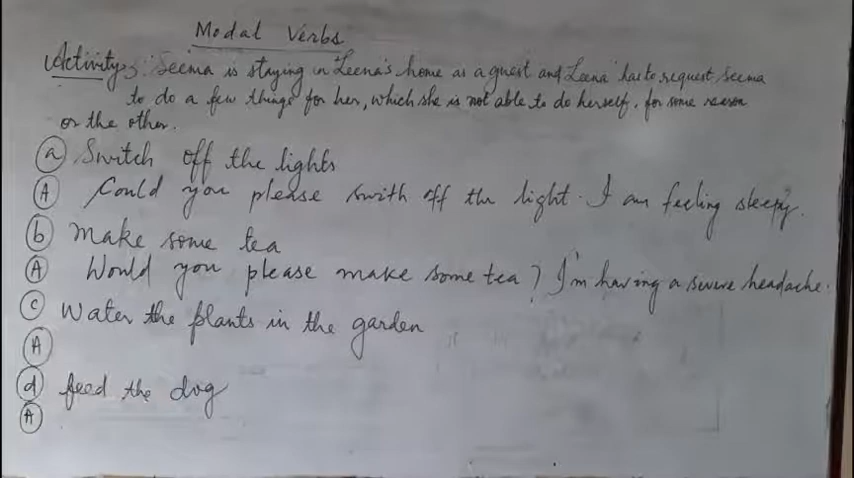 Modal Verbs
Activity: Seema is staying in Leena's home as a guest and Leena has to request Seema
to do a few things for her, which she is not able to do herself, for some reason
or the other.
(a) Switch off the lights
(A) Could you please swith off the light. I am feeling sleepy.
(b) Make some tea
(A) Would you please make some tea? I'm having a severe headache.
(c) Water the plants in the garden
(A)
(d) feed the dog
(A)